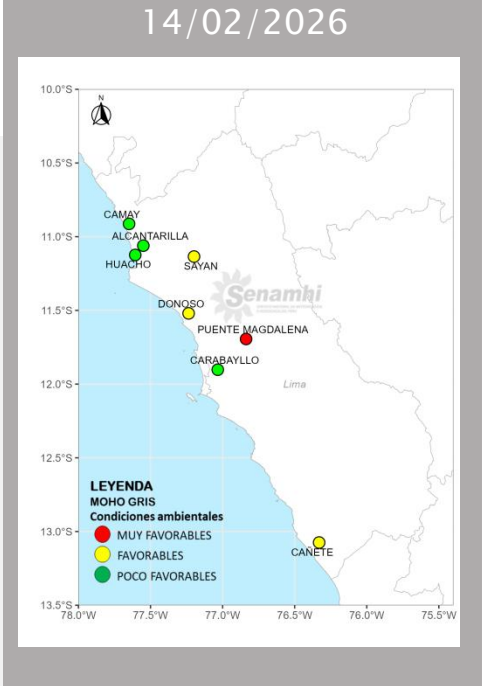 14/02/2026
10.0°S
N
10.5°S
CAMAY
11.0°S
ALCANTARILLA
HUACHO
SAYAN
Senamhi
11.5°S
DONOSO
PUENTE MAGDALENA
CARABAYLLO
12.0°S
Lima
12.5°S
LEYENDA
MOHO GRIS
Condiciones ambientales
MUY FAVORABLES
FAVORABLES
POCO FAVORABLES
13.0°S
CAÑETE
13.5°S
78.0°W 77.5°W 77.0°W 76.5°W 76.0°W 75.5°W